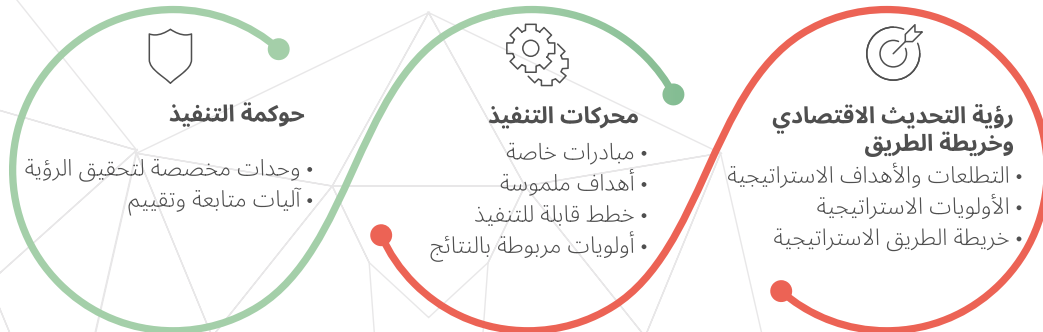 رؤية التحديث الاقتصادي
وخريطة الطريق
• التطلعات والأهداف الاستراتيجية
• الأولويات الاستراتيجية
• خريطة الطريق الاستراتيجية
محركات التنفيذ
• مبادرات خاصة
• أهداف ملموسة
• خطط قابلة للتنفيذ
• أولويات مربوطة بالنتائج
حوكمة التنفيذ
• وحدات مخصصة لتحقيق الرؤية
• آليات متابعة وتقييم